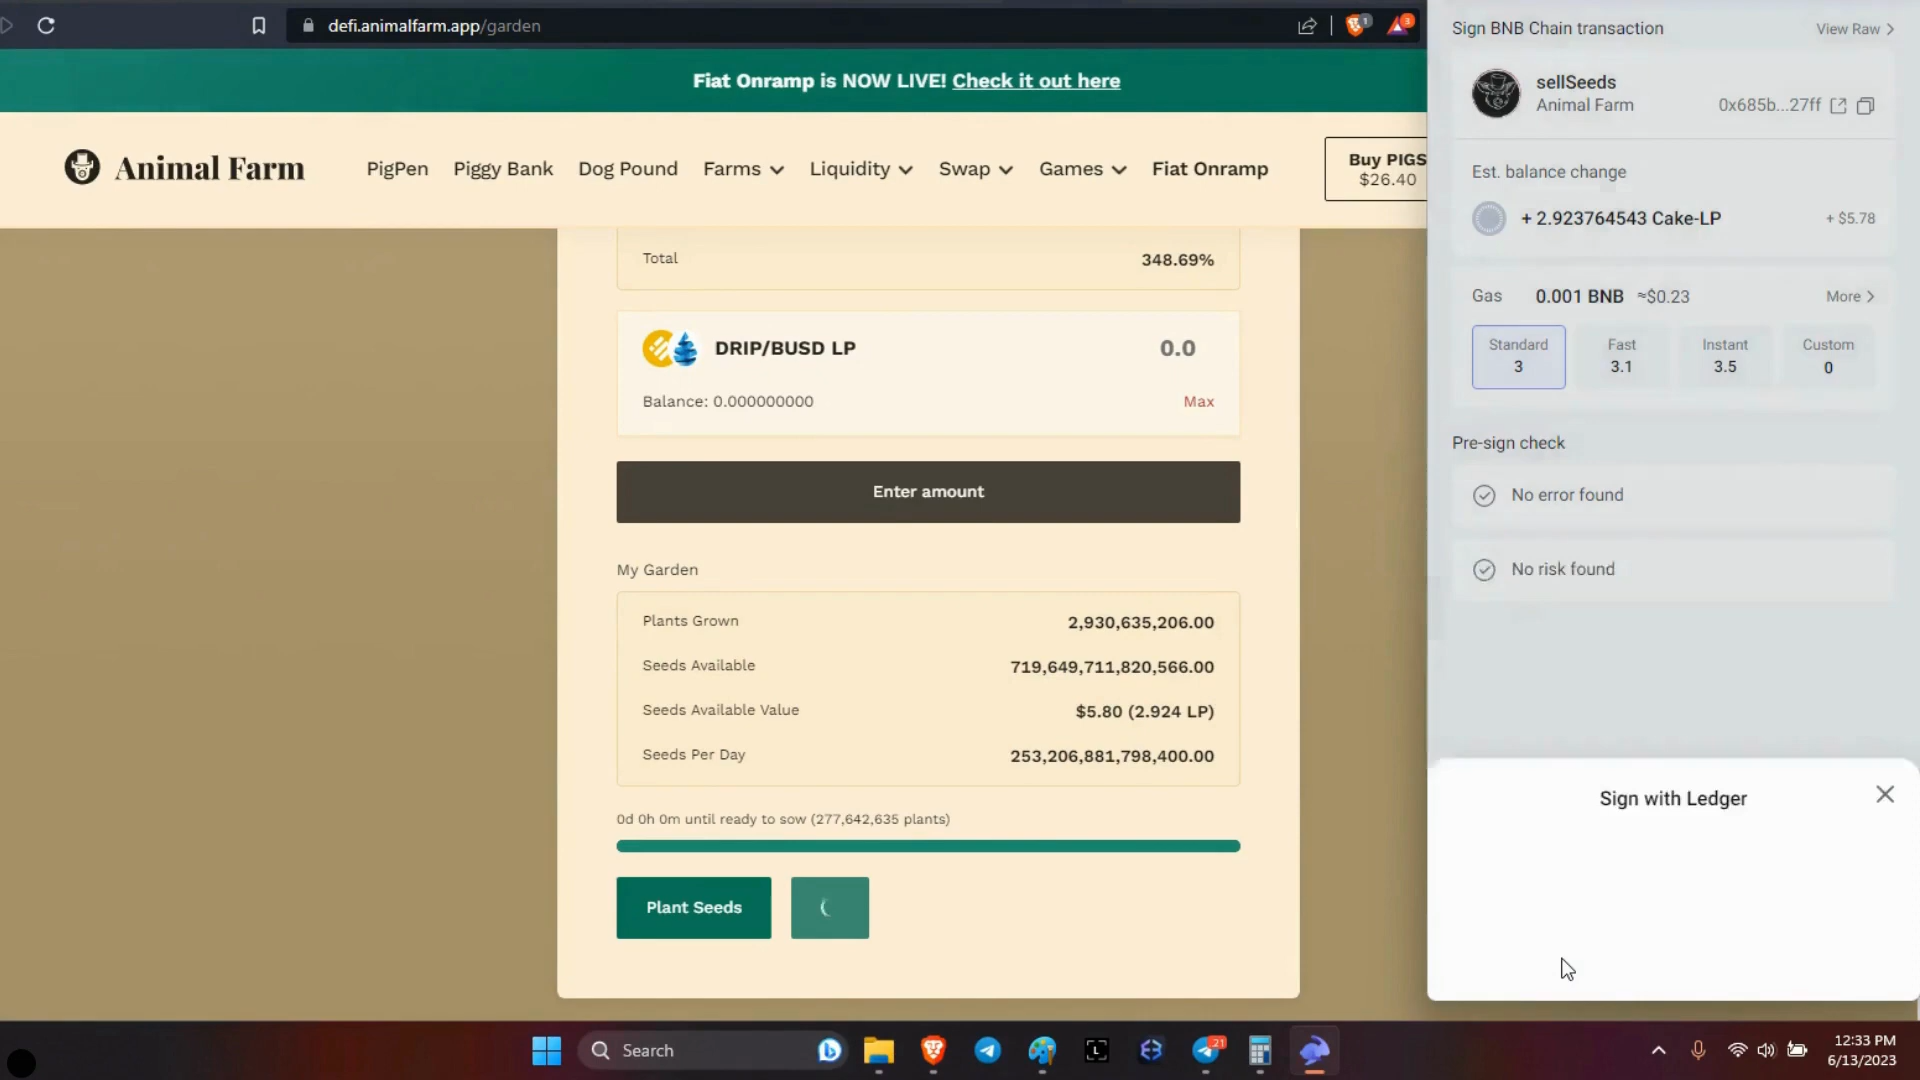 defi.animalfarm.app/garden
1
3
Fiat Onramp is NOW LIVE! Check it out here
Animal Farm
PigPen
Piggy Bank
Dog Pound
Farms
Liquidity
Swap
Games
Fiat Onramp
Buy PIGS
$26.40
Total
348.69%
DRIP/BUSD LP
0.0
Balance: 0.000000000
Max
Enter amount
My Garden
Plants Grown
2,930,635,206.00
Seeds Available
719,649,711,820,566.00
Seeds Available Value
$5.80 (2.924 LP)
Seeds Per Day
253,206,881,798,400.00
0d 0h 0m until ready to sow (277,642,635 plants)
Plant Seeds
Sign BNB Chain transaction
View Raw
sellSeeds
Animal Farm
0x685b...27ff
Est. balance change
+ 2.923764543 Cake-LP
+ $5.78
Gas
0.001 BNB
≈$0.23
More
Standard
3
Fast
3.1
Instant
3.5
Custom
0
Pre-sign check
No error found
No risk found
Sign with Ledger
Search
L
21
12:33 PM
6/13/2023